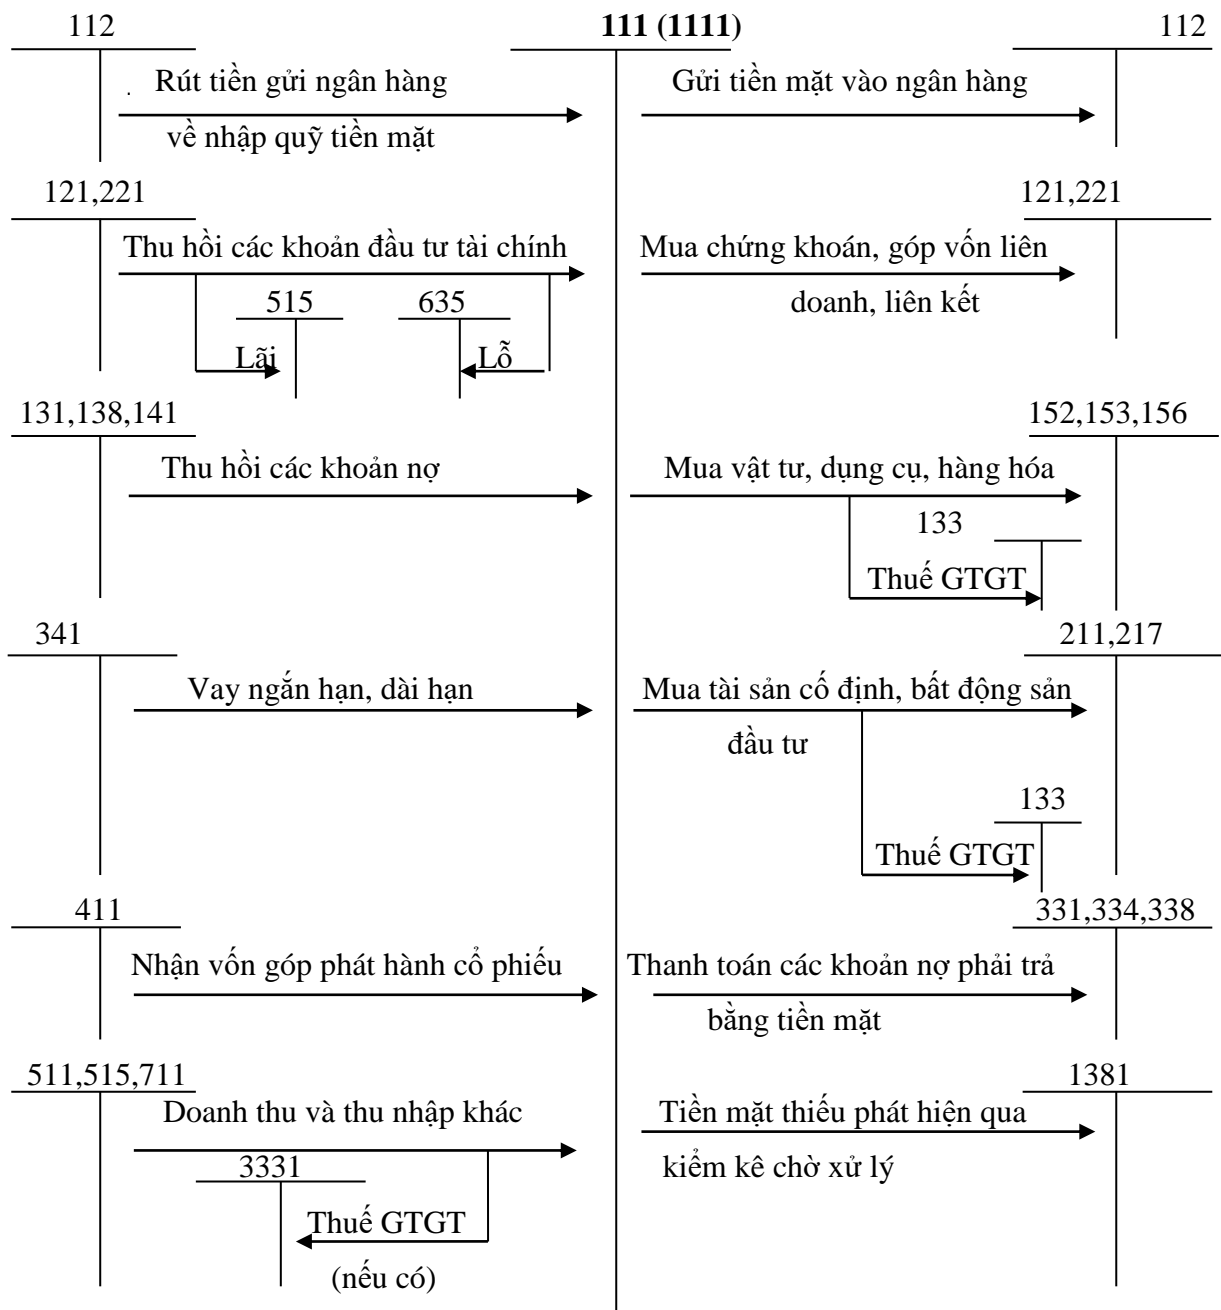 112
111 (1111)
112
Rút tiền gửi ngân hàng
về nhập quỹ tiền mặt
Gửi tiền mặt vào ngân hàng
121,221
121,221
Thu hồi các khoản đầu tư tài chính
Mua chứng khoán, góp vốn liên
doanh, liên kết
515
635
Lãi
Lỗ
131,138,141
152,153,156
Thu hồi các khoản nợ
Mua vật tư, dụng cụ, hàng hóa
133
Thuế GTGT
341
211,217
Vay ngắn hạn, dài hạn
Mua tài sản cố định, bất động sản
đầu tư
133
Thuế GTGT
411
331,334,338
Nhận vốn góp phát hành cổ phiếu
Thanh toán các khoản nợ phải trả
bằng tiền mặt
511,515,711
1381
Doanh thu và thu nhập khác
Tiền mặt thiếu phát hiện qua
kiểm kê chờ xử lý
3331
Thuế GTGT
(nếu có)